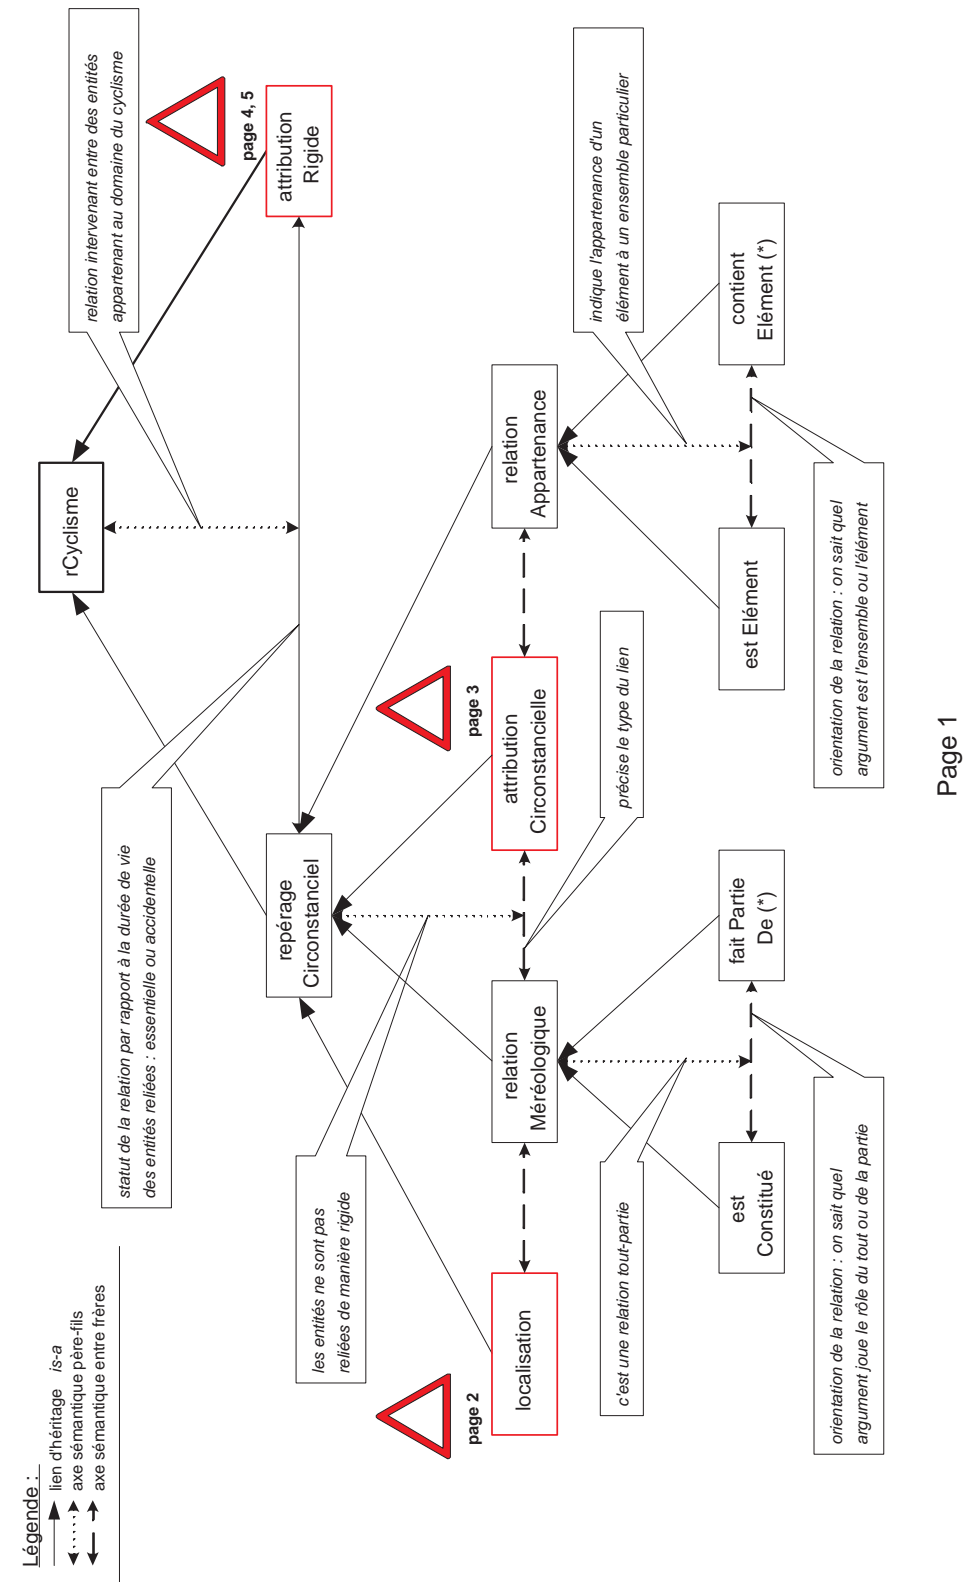 Légende :
lien d'héritage is-a
axe sémantique père-fils
axe sémantique entre frères
rCyclisme
relation intervenant entre des entités
appartenant au domaine du cyclisme
statut de la relation par rapport à la durée de vie
des entités reliées : essentielle ou accidentelle
page 4, 5
repérage
Circonstanciel
attribution
Rigide
les entités ne sont pas
reliées de manière rigide
page 2
page 3
localisation
relation
Méréologique
attribution
Circonstancielle
relation
Appartenance
c'est une relation tout-partie
précise le type du lien
indique l'appartenance d'un
élément à un ensemble particulier
est
Constitué
fait Partie
De (*)
est Elément
contient
Elément (*)
orientation de la relation : on sait quel
argument joue le rôle du tout ou de la partie
orientation de la relation : on sait quel
argument est l'ensemble ou l'élément
Page 1